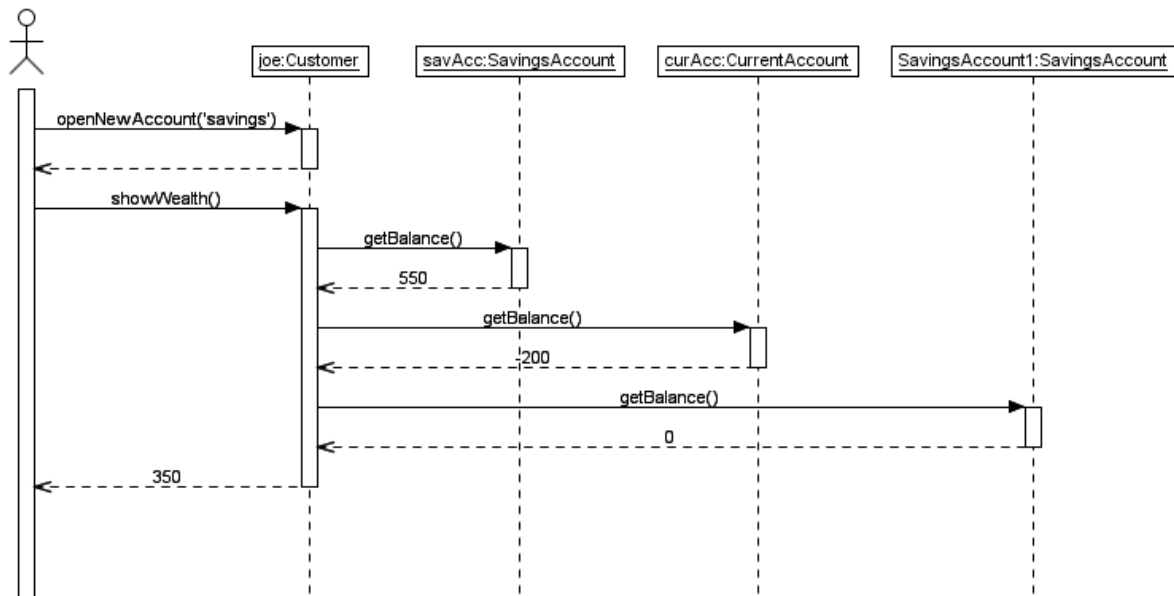 joe:Customer
savAcc:SavingsAccount
curAcc:CurrentAccount
SavingsAccount1:SavingsAccount
openNewAccount('savings')
showWealth()
getBalance()
550
getBalance()
-200
getBalance()
0
350